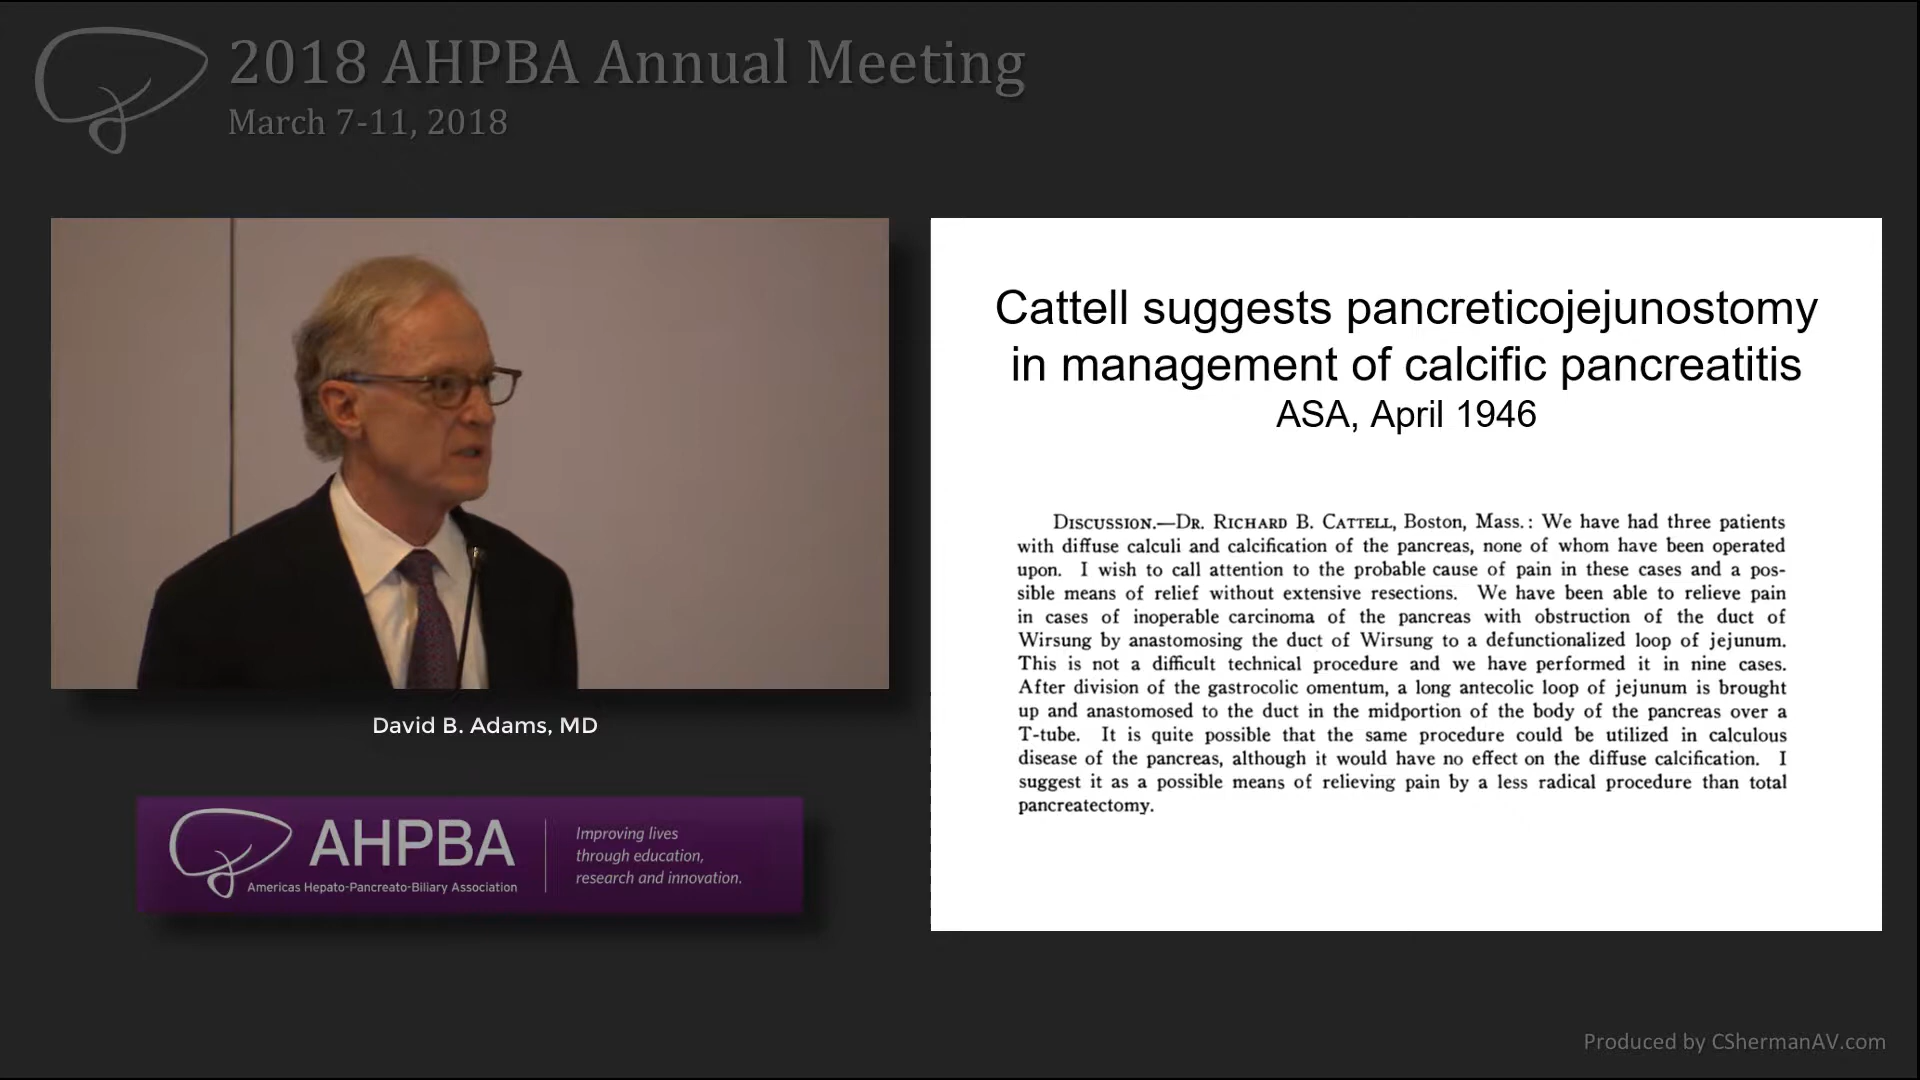 2018 AHPBA Annual Meeting
March 7-11, 2018
David B. Adams, MD
AHPBA
Americas Hepato-Pancreato-Biliary Association
Improving lives
through education,
research and innovation.
Cattell suggests pancreticojejunostomy
in management of calcific pancreatitis
ASA, April 1946
DISCUSSION.—DR. RICHARD B. CATTELL, Boston, Mass.: We have had three patients
with diffuse calculi and calcification of the pancreas, none of whom have been operated
upon. I wish to call attention to the probable cause of pain in these cases and a pos-
sible means of relief without extensive resections. We have been able to relieve pain
in cases of inoperable carcinoma of the pancreas with obstruction of the duct of
Wirsung by anastomosing the duct of Wirsung to a defunctionalized loop of jejunum.
This is not a difficult technical procedure and we have performed it in nine cases.
After division of the gastrocolic omentum, a long antecolic loop of jejunum is brought
up and anastomosed to the duct in the midportion of the body of the pancreas over a
T-tube. It is quite possible that the same procedure could be utilized in calculous
disease of the pancreas, although it would have no effect on the diffuse calcification. I
suggest it as a possible means of relieving pain by a less radical procedure than total
pancreatectomy.
Produced by CShermanAV.com